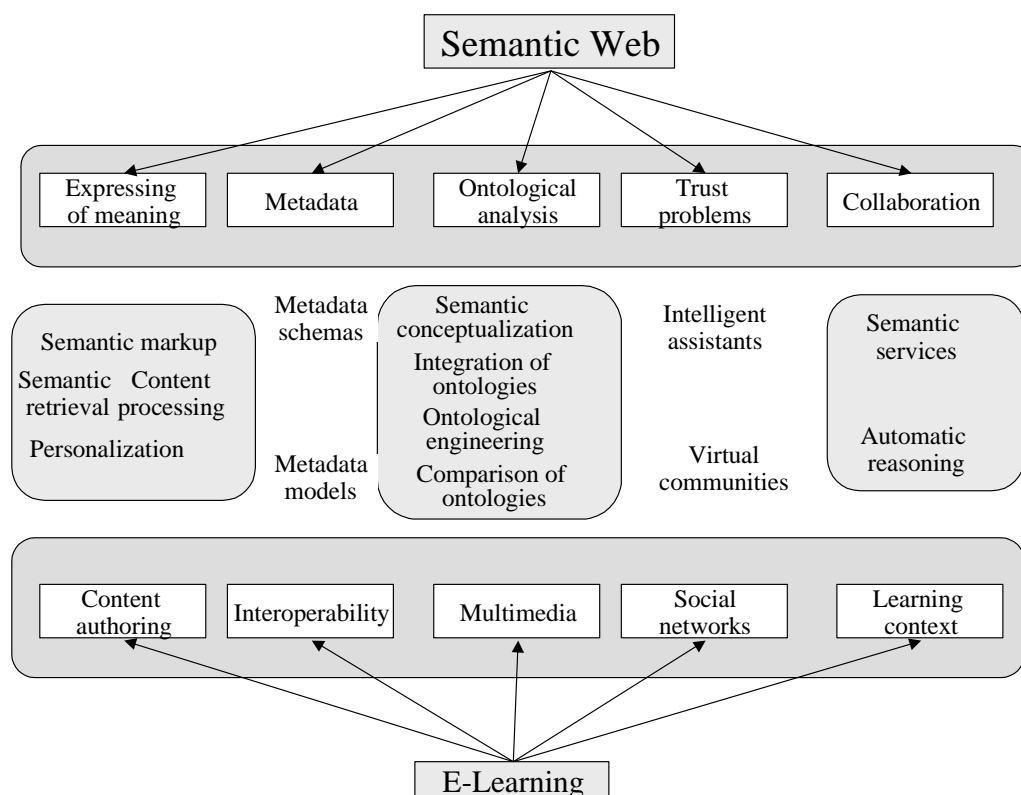 Semantic Web
Expressing
of meaning
Metadata
Ontological
analysis
Trust
problems
Collaboration
Semantic markup
Semantic Content
retrieval processing
Personalization
Metadata
schemas
Metadata
models
Semantic
conceptualization
Integration of
ontologies
Ontological
engineering
Comparison of
ontologies
Intelligent
assistants
Virtual
communities
Semantic
services
Automatic
reasoning
Content
authoring
Interoperability
Multimedia
Social
networks
Learning
context
E-Learning